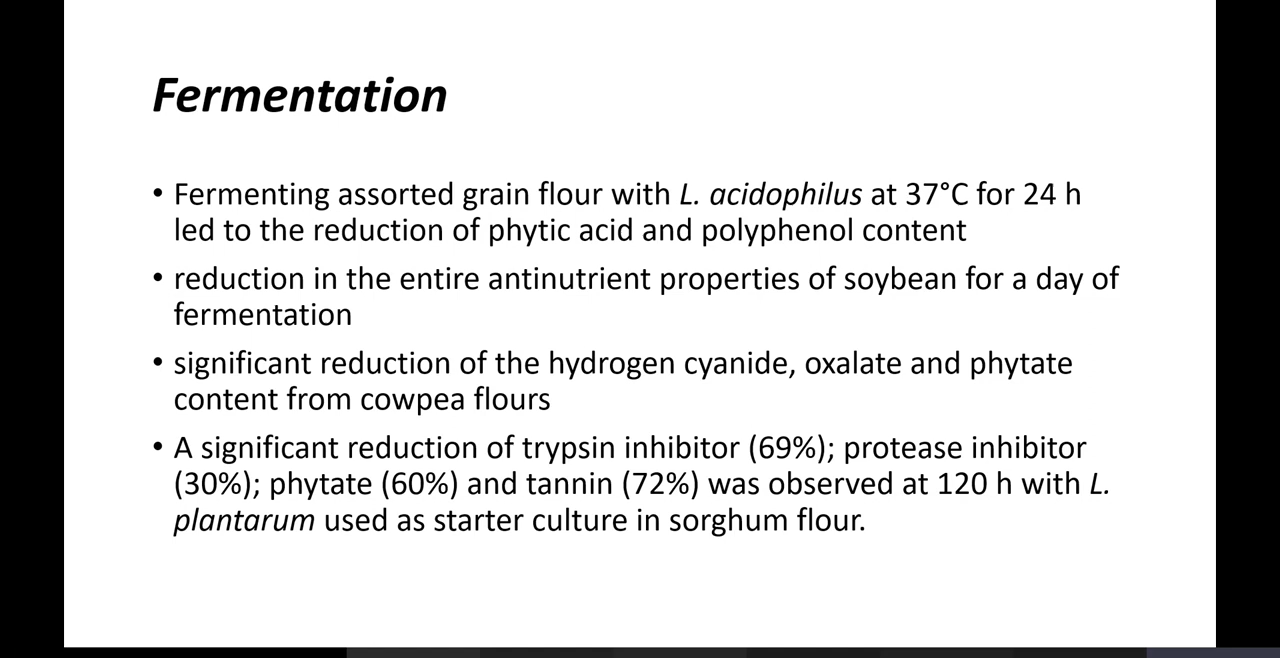 Fermentation
• Fermenting assorted grain flour with L. acidophilus at 37°C for 24 h
led to the reduction of phytic acid and polyphenol content
• reduction in the entire antinutrient properties of soybean for a day of
fermentation
• significant reduction of the hydrogen cyanide, oxalate and phytate
content from cowpea flours
• A significant reduction of trypsin inhibitor (69%); protease inhibitor
(30%); phytate (60%) and tannin (72%) was observed at 120 h with L.
plantarum used as starter culture in sorghum flour.